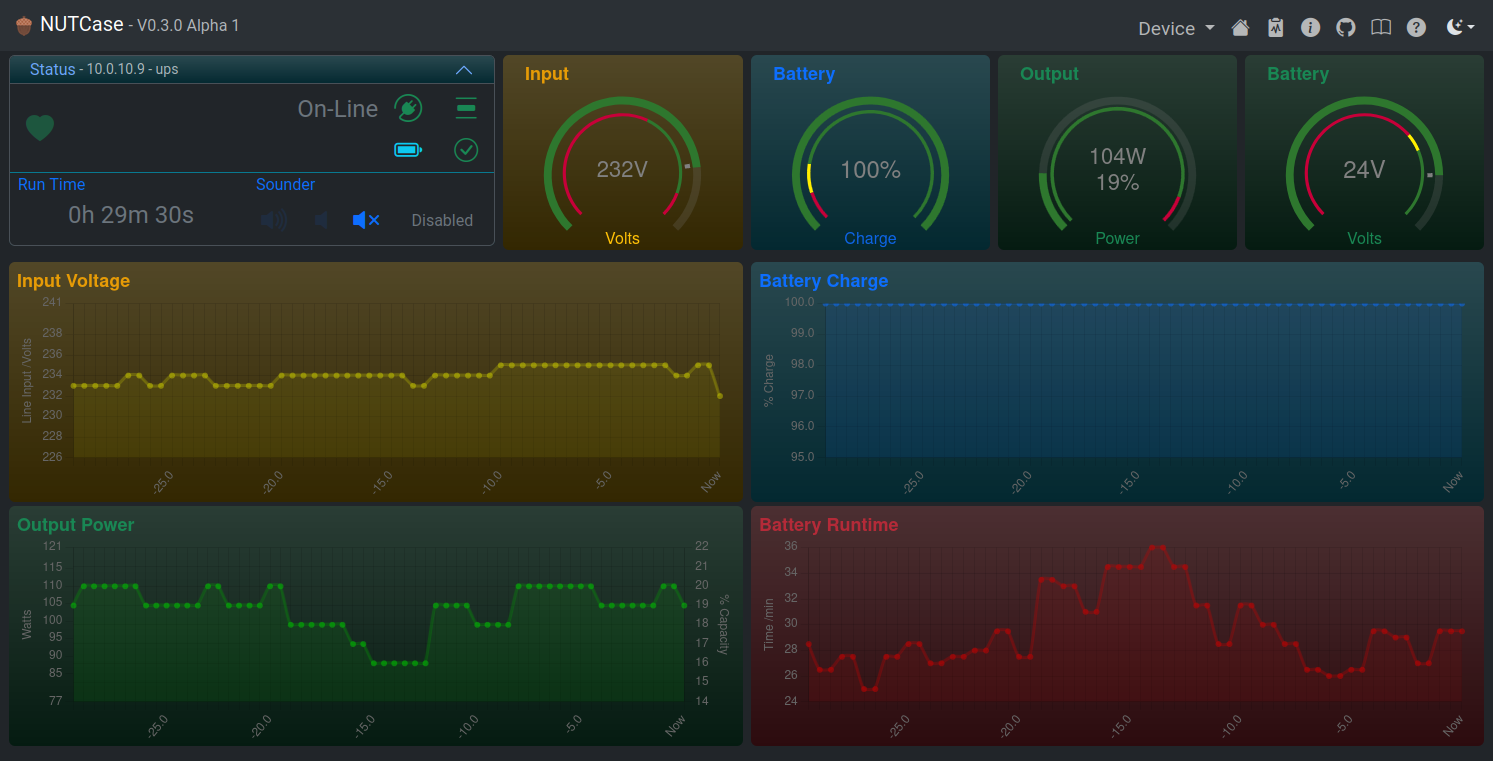 NUTCase - V0.3.0 Alpha 1
Device
Status - 10.0.10.9 - ups
On-Line
Run Time
Sounder
0h 29m 30s
Disabled
Input
232V
Volts
Battery
100%
Charge
Output
104W
19%
Power
Battery
24V
Volts
Input Voltage
Line Input /Volts
241
238
236
234
232
230
228
226
-25.0
-20.0
-15.0
-10.0
-5.0
Now
Battery Charge
% Charge
100.0
99.0
98.0
97.0
96.0
95.0
-25.0
-20.0
-15.0
-10.0
-5.0
Now
Output Power
Watts
121
115
110
105
100
95
90
85
77
22
21
20
19
18
17
16
15
14
% Capacity
-25.0
-20.0
-15.0
-10.0
-5.0
Now
Battery Runtime
Time /min
36
34
32
30
28
26
24
-25.0
-20.0
-15.0
-10.0
-5.0
Now